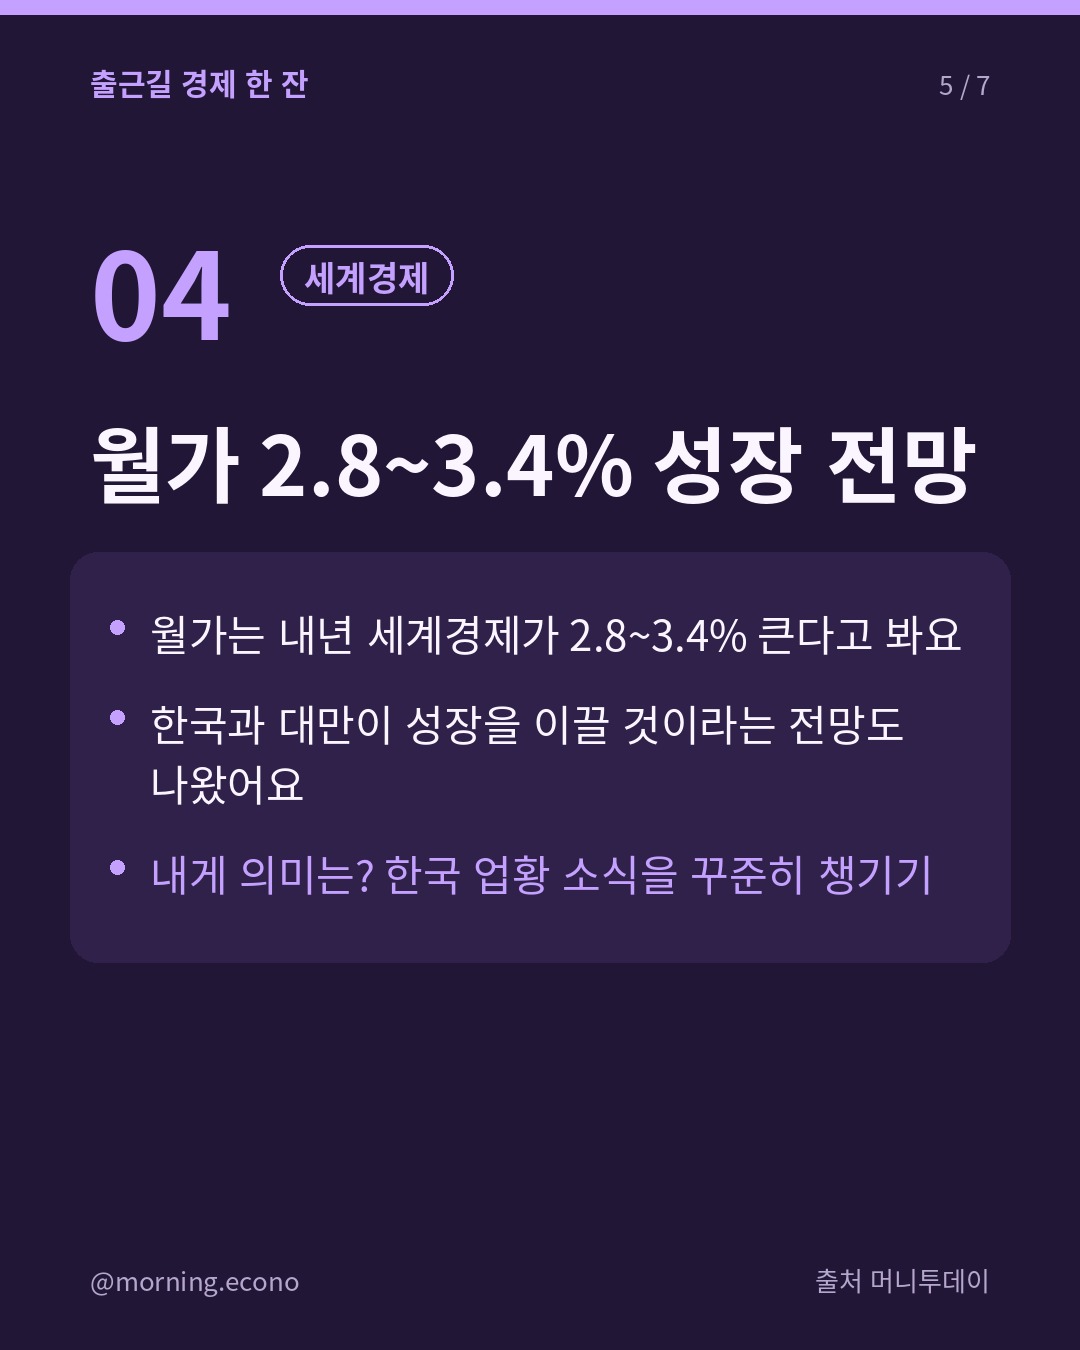 출근길 경제 한 잔
5 / 7
04
세계경제
월가 2.8~3.4% 성장 전망
월가는 내년 세계경제가 2.8~3.4% 큰다고 봐요
한국과 대만이 성장을 이끌 것이라는 전망도
나왔어요
내게 의미는? 한국 업황 소식을 꾸준히 챙기기
@morning.econo
출처 머니투데이